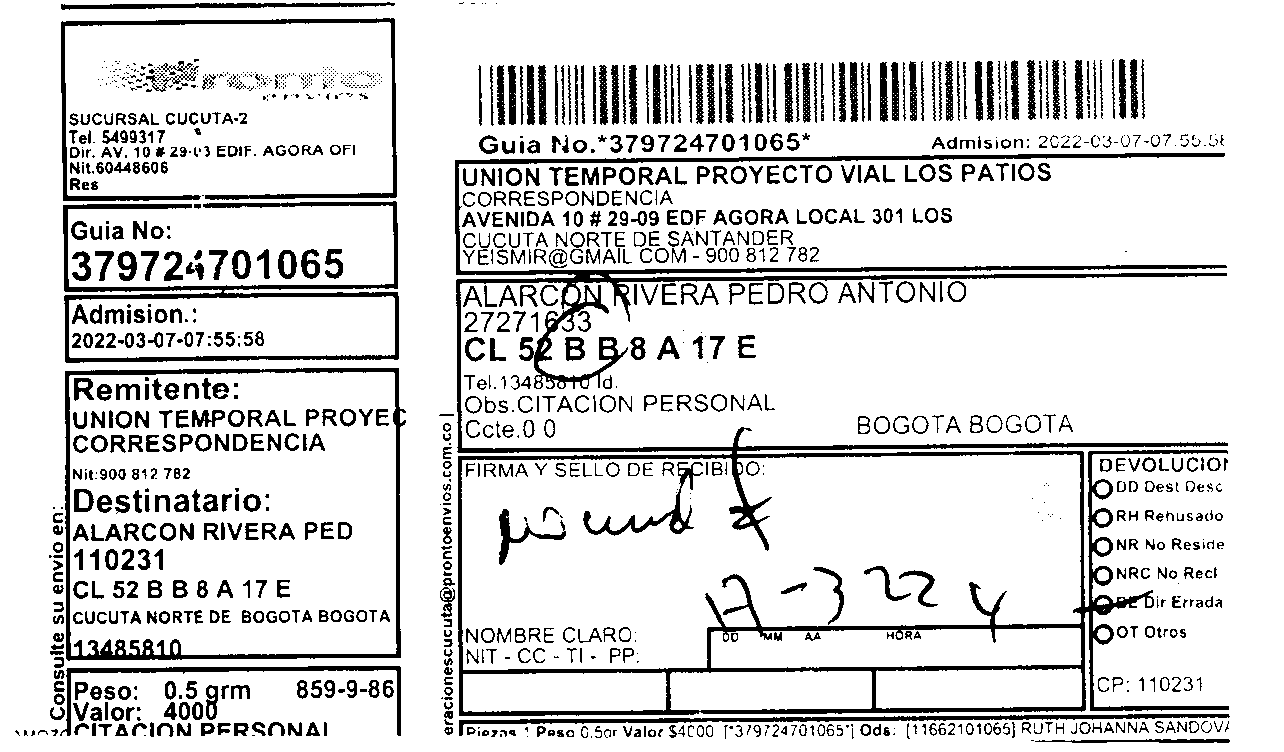 envios
SUCURSAL CUCUTA-2
Tel. 5499317
Dir. AV. 10 # 29-03 EDIF. AGORA OFI
Nit.60448606
Res
Guia No:
379724701065
Admision.:
2022-03-07-07:55:58
Remitente:
UNION TEMPORAL PROYEC
CORRESPONDENCIA
Nit:900 812 782
Destinatario:
ALARCON RIVERA PED
110231
CL 52 B B 8 A 17 E
CUCUTA NORTE DE BOGOTA BOGOTA
13485810
Peso: 0.5 grm 859-9-86
Valor: 4000
CITACION PERSONAL
Consulte su envio en:
Guia No.*379724701065*
Admision: 2022-03-07-07:55:58
UNION TEMPORAL PROYECTO VIAL LOS PATIOS
CORRESPONDENCIA
AVENIDA 10 # 29-09 EDF AGORA LOCAL 301 LOS
CUCUTA NORTE DE SANTANDER
YEISMIR@GMAIL COM - 900 812 782
ALARCON RIVERA PEDRO ANTONIO
27271633
CL 52 B B 8 A 17 E
Tel.13485810 Id.
Obs.CITACION PERSONAL
Ccte.0 0 BOGOTA BOGOTA
eracionescucuta@prontoenvios.com.co |
FIRMA Y SELLO DE RECIBIDO:
NOMBRE CLARO:
NIT - CC - TI - PP:
DD MM AA HORA
DEVOLUCION
DD Dest Desc
RH Rehusado
NR No Reside
NRC No Recl
DE Dir Errada
OT Otros
CP: 110231
Piezas 1 Peso 0.5gr Valor $4000 [*379724701065*] Ods: [11662101065] RUTH JOHANNA SANDOVA